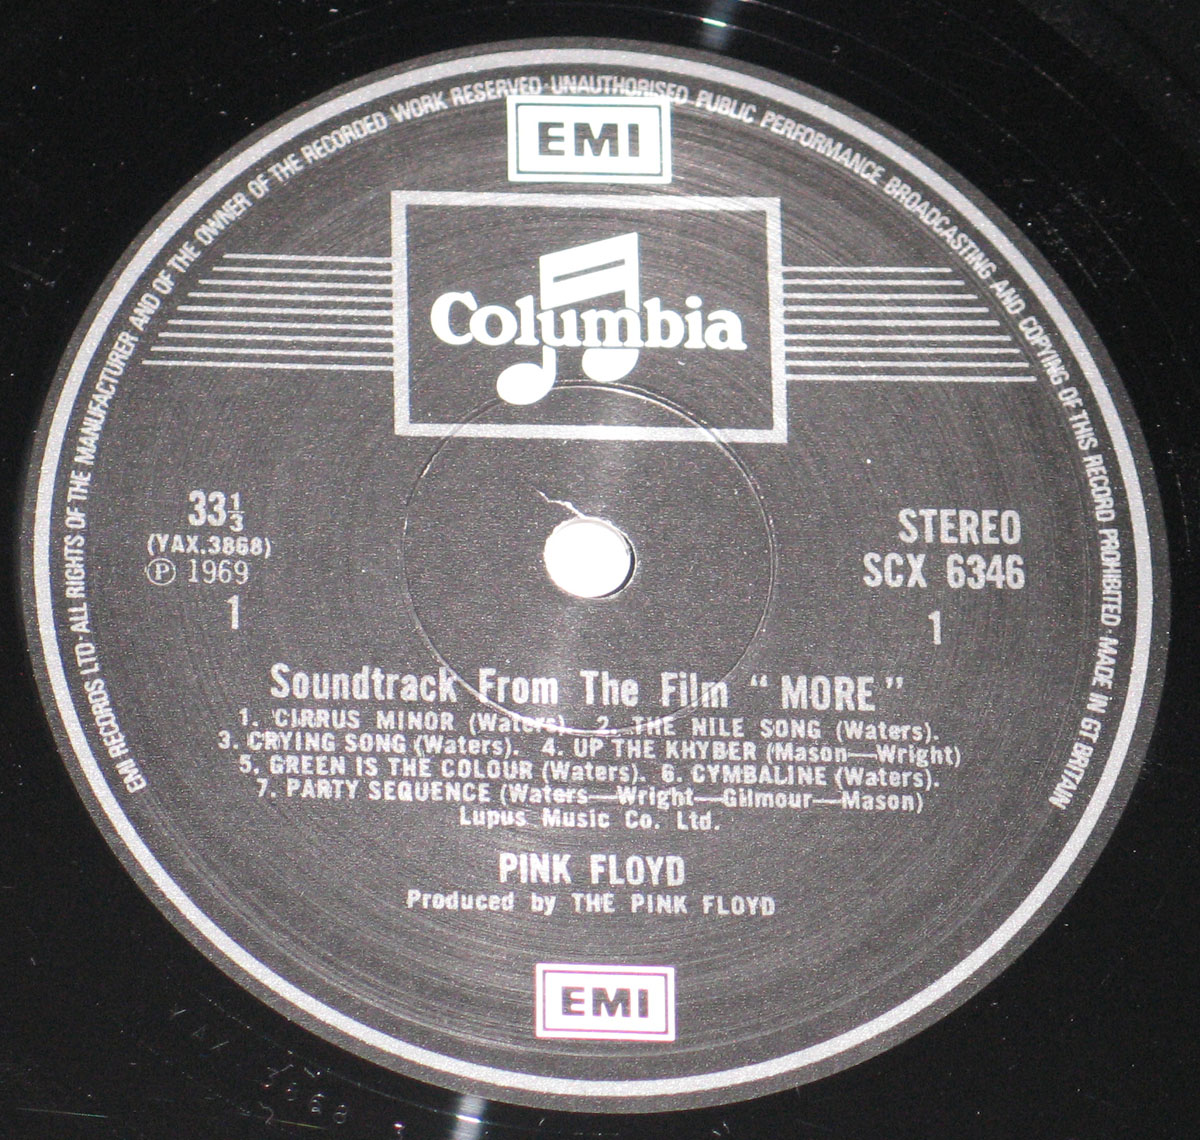 EMI RECORDS LTD·ALL RIGHTS OF THE MANUFACTURER AND OF THE OWNER OF THE RECORDED WORK RESERVED·UNAUTHORISED PUBLIC PERFORMANCE BROADCASTING AND COPYING OF THIS RECORD PROHIBITED·MADE IN GT BRITAIN
EMI
Columbia
33⅓
(YAX.3868)
Ⓟ 1969
1
STEREO
SCX 6346
1
Soundtrack From The Film “MORE”
1. CIRRUS MINOR (Waters). 2. THE NILE SONG (Waters).
3. CRYING SONG (Waters). 4. UP THE KHYBER (Mason—Wright)
5. GREEN IS THE COLOUR (Waters). 6. CYMBALINE (Waters).
7. PARTY SEQUENCE (Waters—Wright—Gilmour—Mason)
Lupus Music Co. Ltd.
PINK FLOYD
Produced by THE PINK FLOYD
EMI